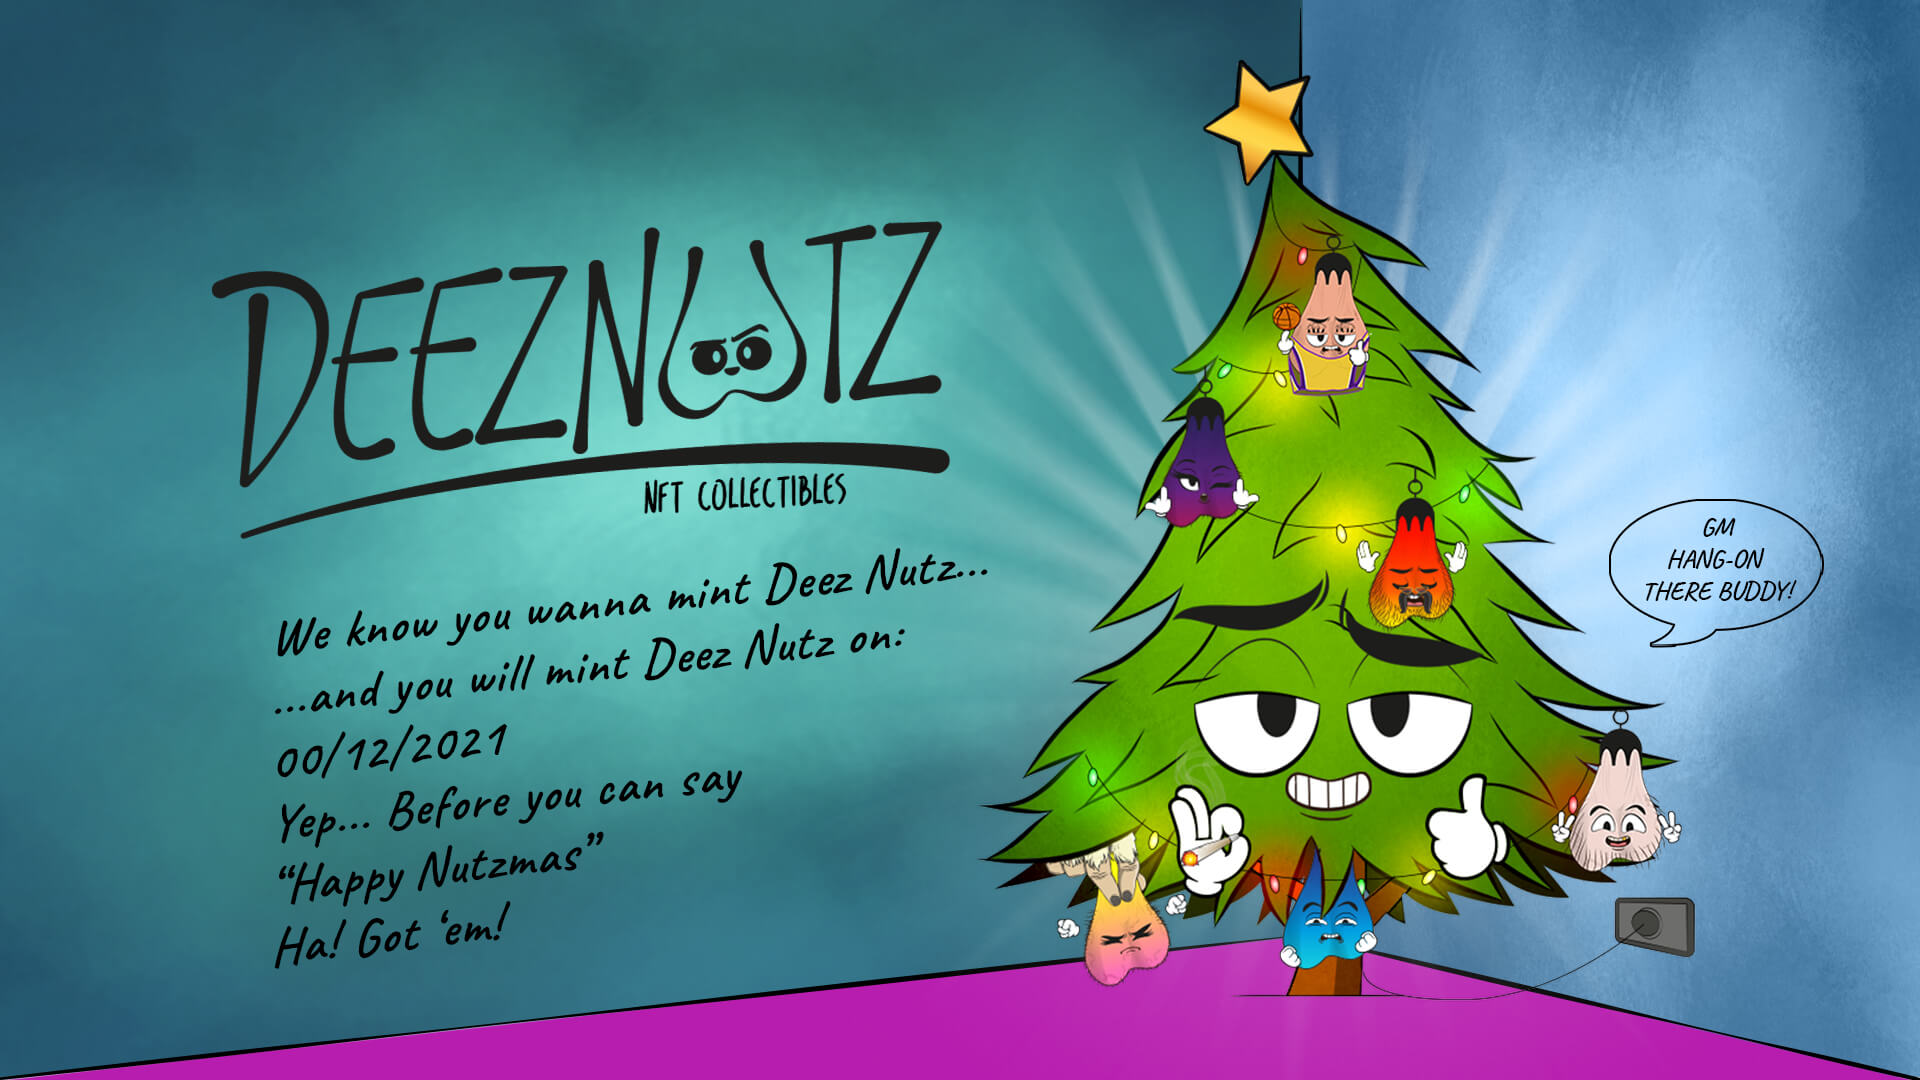 DEEZNUTZ
NFT COLLECTIBLES
We know you wanna mint Deez Nutz...
...and you will mint Deez Nutz on:
00/12/2021
Yep... Before you can say
“Happy Nutzmas”
Ha! Got ‘em!
GM
HANG-ON
THERE BUDDY!